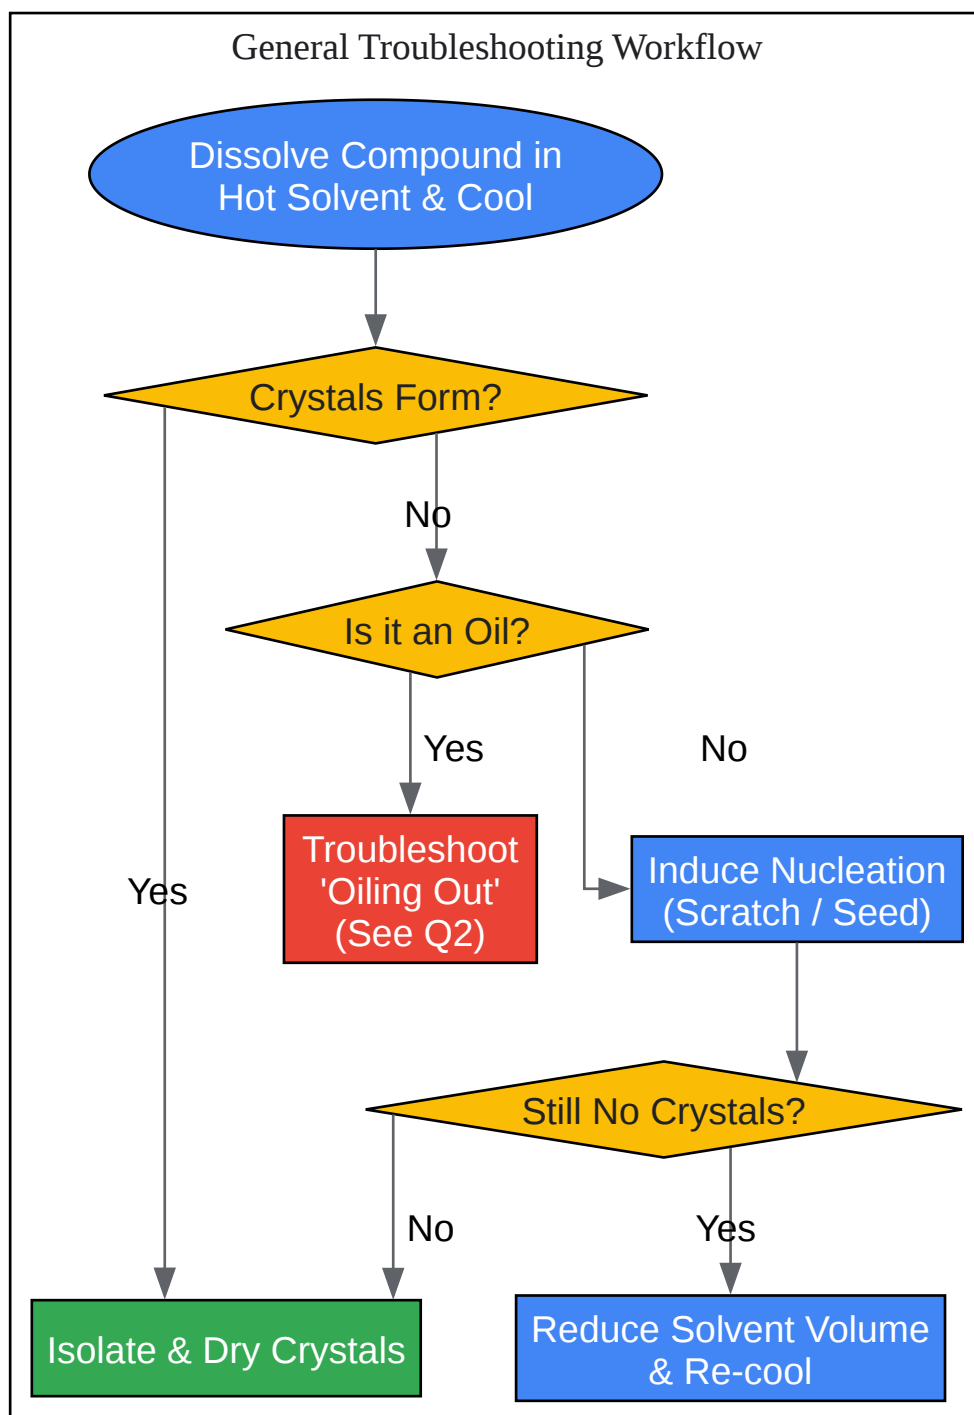 General Troubleshooting Workflow
Dissolve Compound in
Hot Solvent & Cool
Crystals Form?
No
Is it an Oil?
Yes
No
Troubleshoot
'Oiling Out'
(See Q2)
Induce Nucleation
(Scratch / Seed)
Yes
Still No Crystals?
No
Yes
Isolate & Dry Crystals
Reduce Solvent Volume
& Re-cool